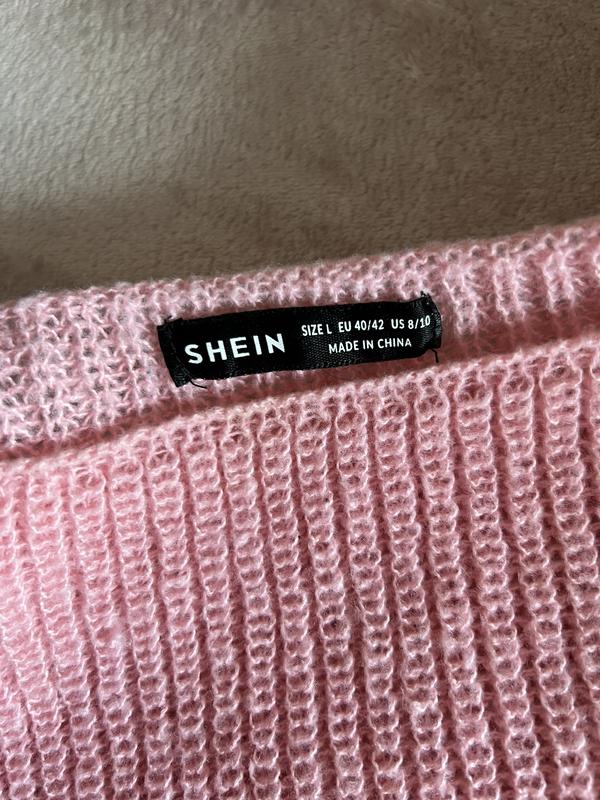 SHEIN
SIZE L EU 40/42 US 8/10
MADE IN CHINA